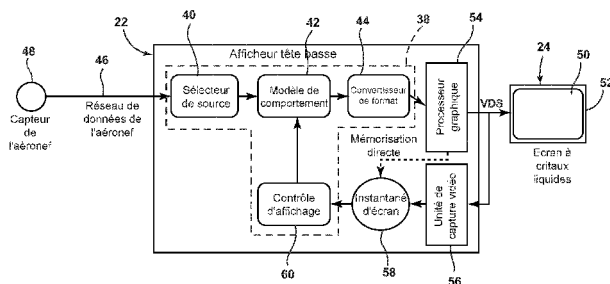 40
42
44
38
54
22
Afficheur tête basse
48
46
Sélecteur
de source
Modèle de
comportement
Convertisseur
de format
Processeur
graphique
VDS
24
50
52
Capteur
de
l'aéronef
Réseau de
données de
l'aéronef
Mémorisation
directe
Ecran à
critaux
liquides
Contrôle
d'affichage
Instantané
d'écran
Unité de
capture vidéo
60
58
56